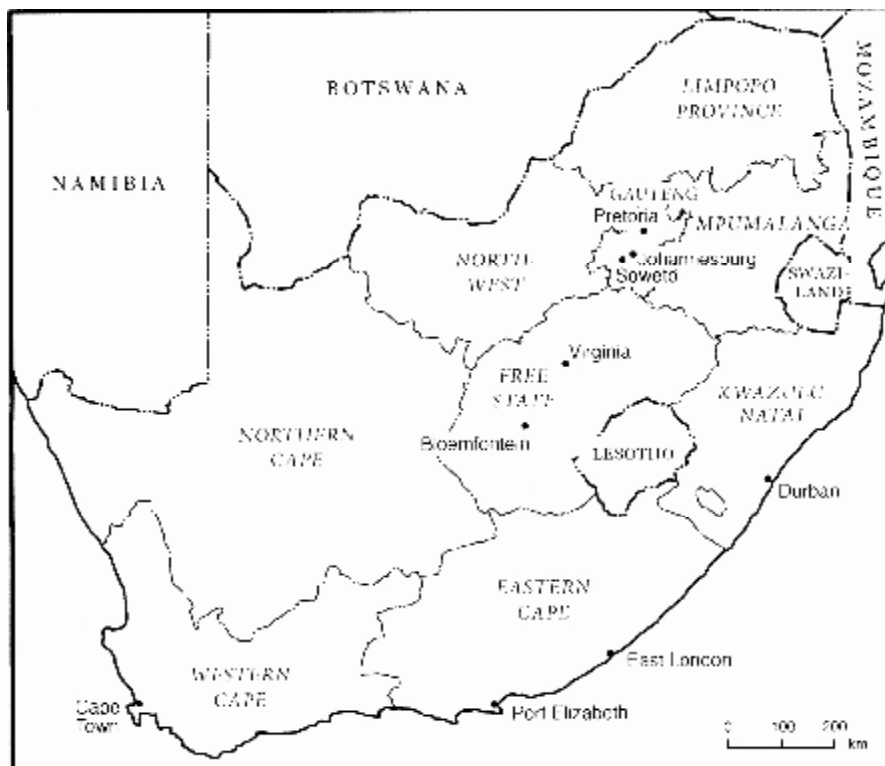 BOTSWANA
LIMPOPO
PROVINCE
MOZAMBIQUE
NAMIBIA
GAUTENG
Pretoria
MPUMALANGA
NORTH-
WEST
Johannesburg
Soweto
SWAZI-
LAND
Virginia
FREE
STATE
KWAZULU
NATAL
NORTHERN
CAPE
Bloemfontein
LESOTHO
Durban
EASTERN
CAPE
East London
WESTERN
CAPE
Cape
Town
Port Elizabeth
0 100 200
km